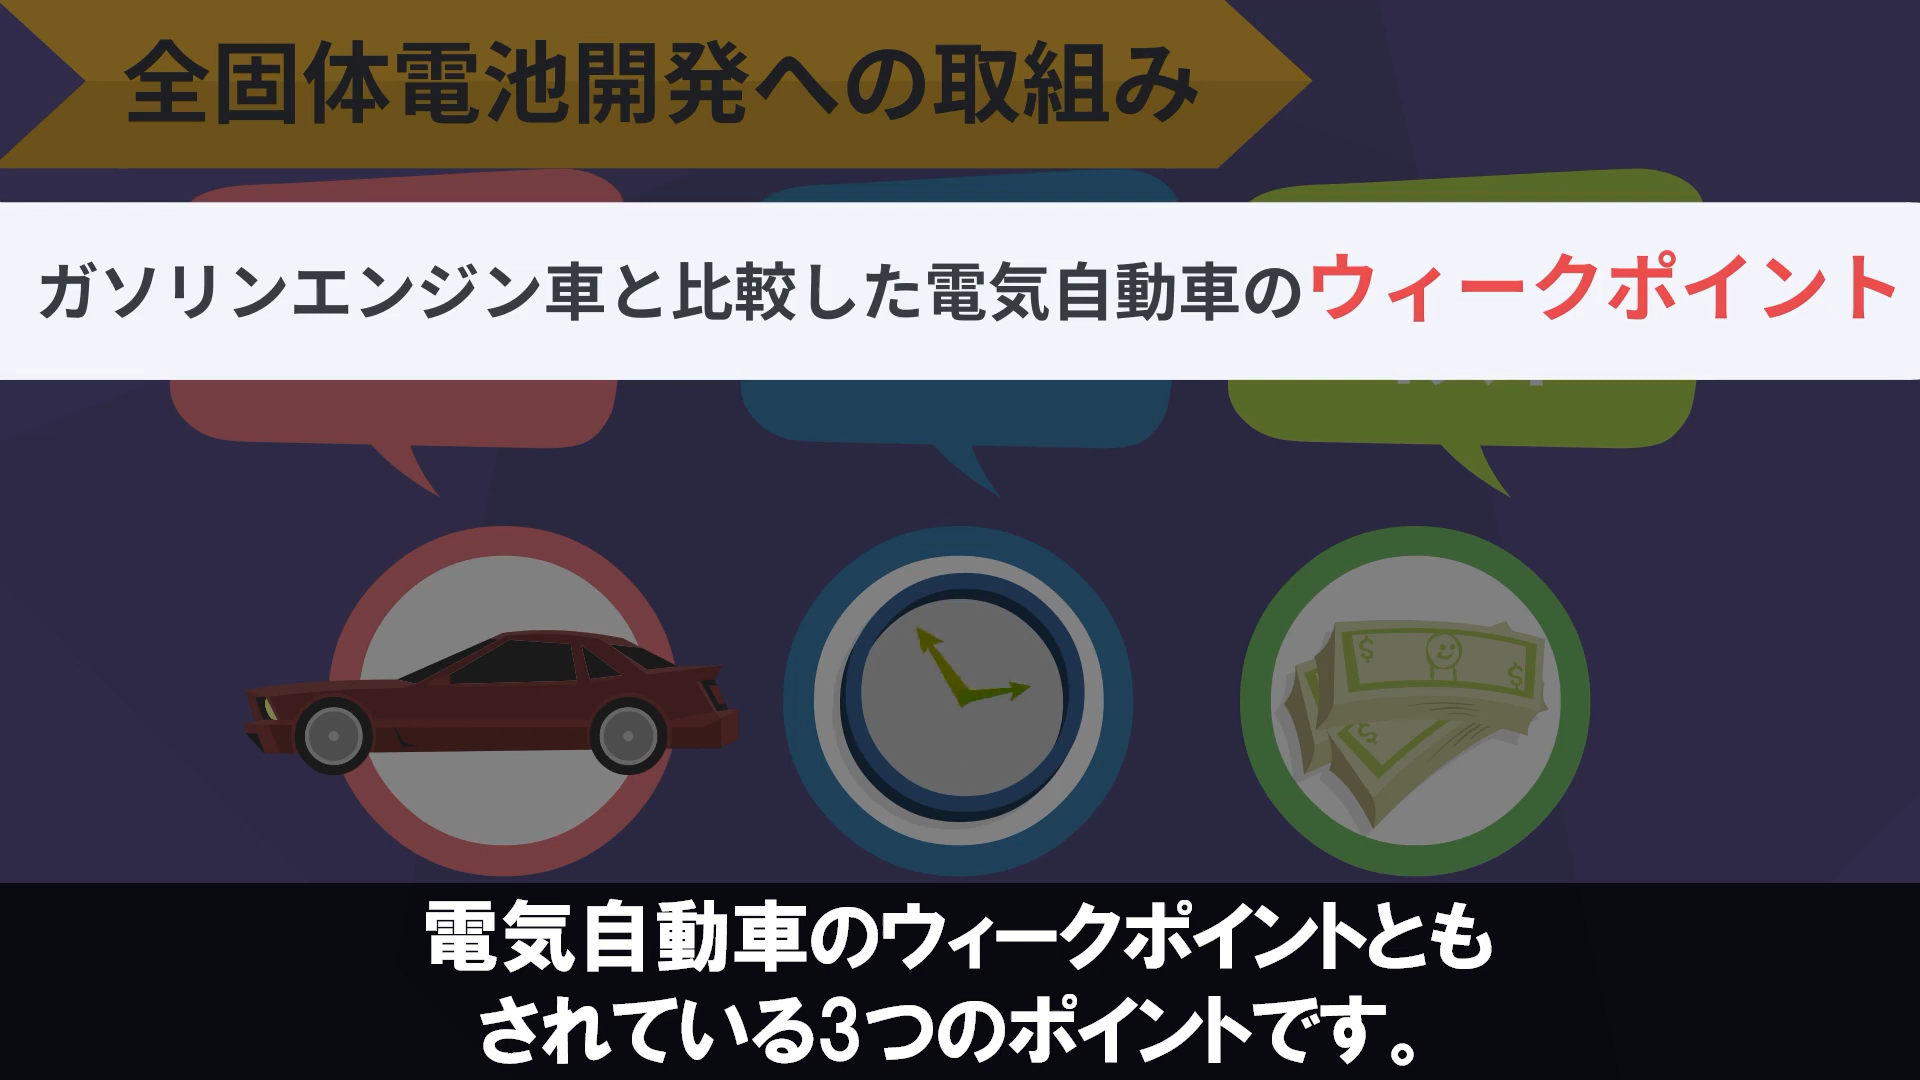 全固体電池開発への取組み
ガソリンエンジン車と比較した電気自動車のウィークポイント
電気自動車のウィークポイントとも
されている3つのポイントです。